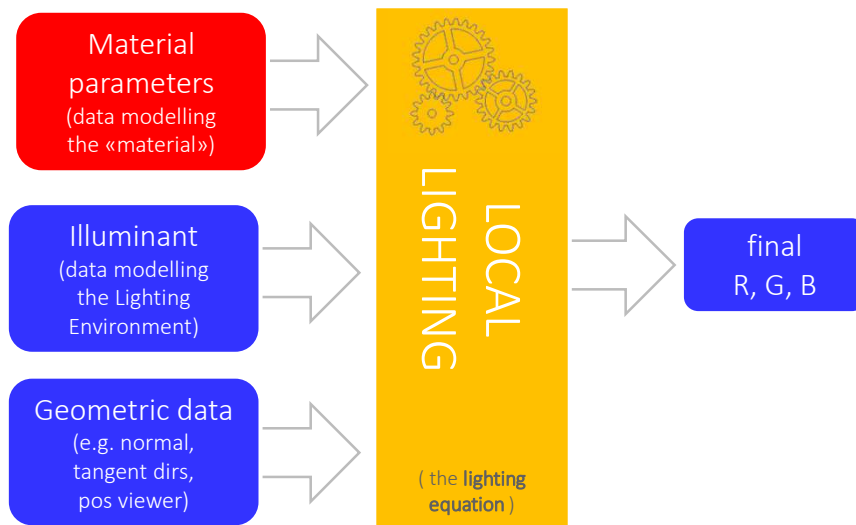 Material
parameters
(data modelling
the «material»)
Illuminant
(data modelling
the Lighting
Environment)
Geometric data
(e.g. normal,
tangent dirs,
pos viewer)
LOCAL
LIGHTING
( the lighting
equation )
final
R, G, B